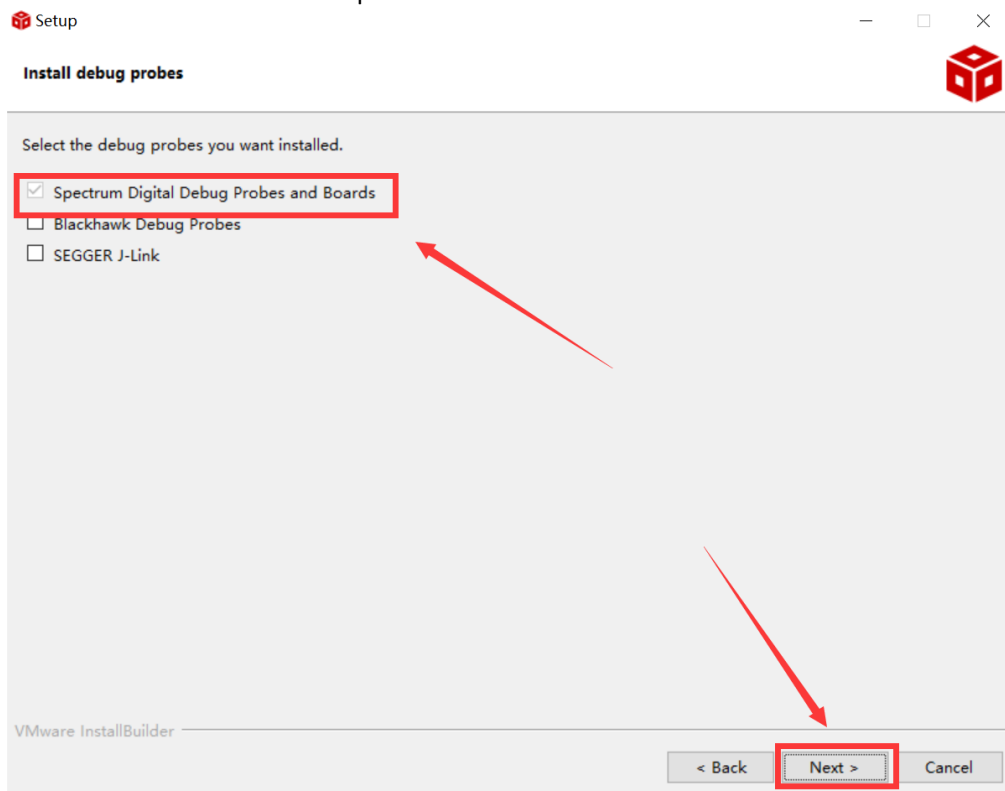 Setup
Install debug probes
Select the debug probes you want installed.
Spectrum Digital Debug Probes and Boards
Blackhawk Debug Probes
SEGGER J-Link
VMware InstallBuilder
< Back Next > Cancel